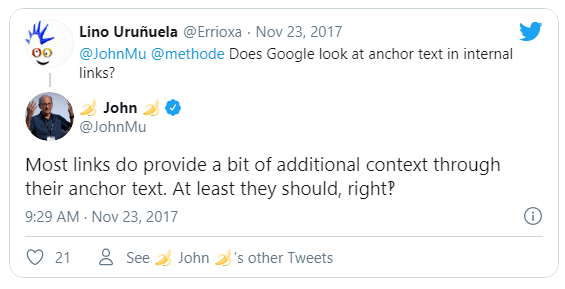 Lino Uruñuela @Errioxa · Nov 23, 2017
@JohnMu @methode Does Google look at anchor text in internal
links?
🍌 John 🍌
@JohnMu
Most links do provide a bit of additional context through
their anchor text. At least they should, right‽
9:29 AM · Nov 23, 2017
21
See 🍌 John 🍌's other Tweets